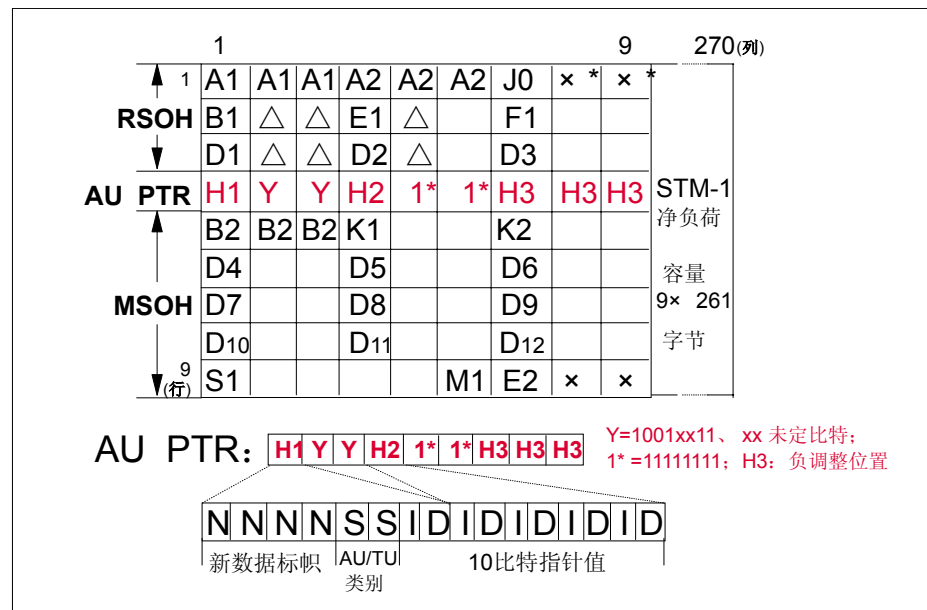 1 9 270(列)
1 A1 A1 A1 A2 A2 A2 J0 × * × *
RSOH B1 △ △ E1 △ F1
D1 △ △ D2 △ D3
AU PTR H1 Y Y H2 1* 1* H3 H3 H3 STM-1
净负荷
B2 B2 B2 K1 K2
D4 D5 D6 容量
MSOH D7 D8 D9 9× 261
D10 D11 D12 字节
9 (行) S1 M1 E2 × ×
AU PTR: H1 Y Y H2 1* 1* H3 H3 H3
Y=1001xx11、 xx 未定比特;
1* =11111111; H3: 负调整位置
N N N N S S I D I D I D I D I D
新数据标帜 AU/TU 10比特指针值
类别